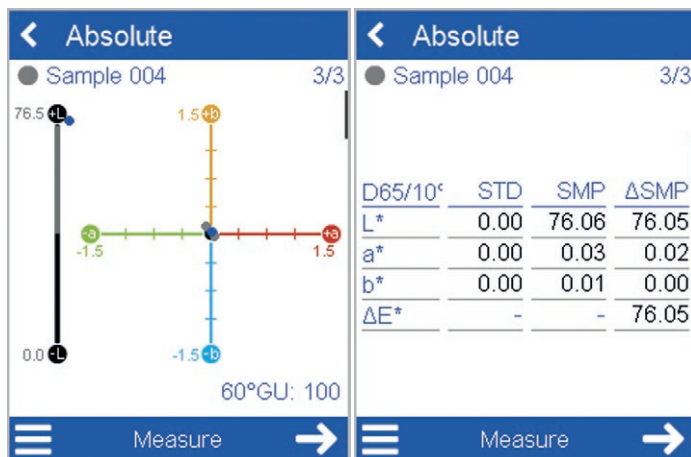 Absolute
Sample 004 3/3
76.5 +L 1.5 +b
-a +a
-1.5 1.5
0.0 -L -1.5 -b
60°GU: 100
Measure
Absolute
Sample 004 3/3
D65/10° STD SMP ΔSMP
L* 0.00 76.06 76.05
a* 0.00 0.03 0.02
b* 0.00 0.01 0.00
ΔE* - - 76.05
Measure